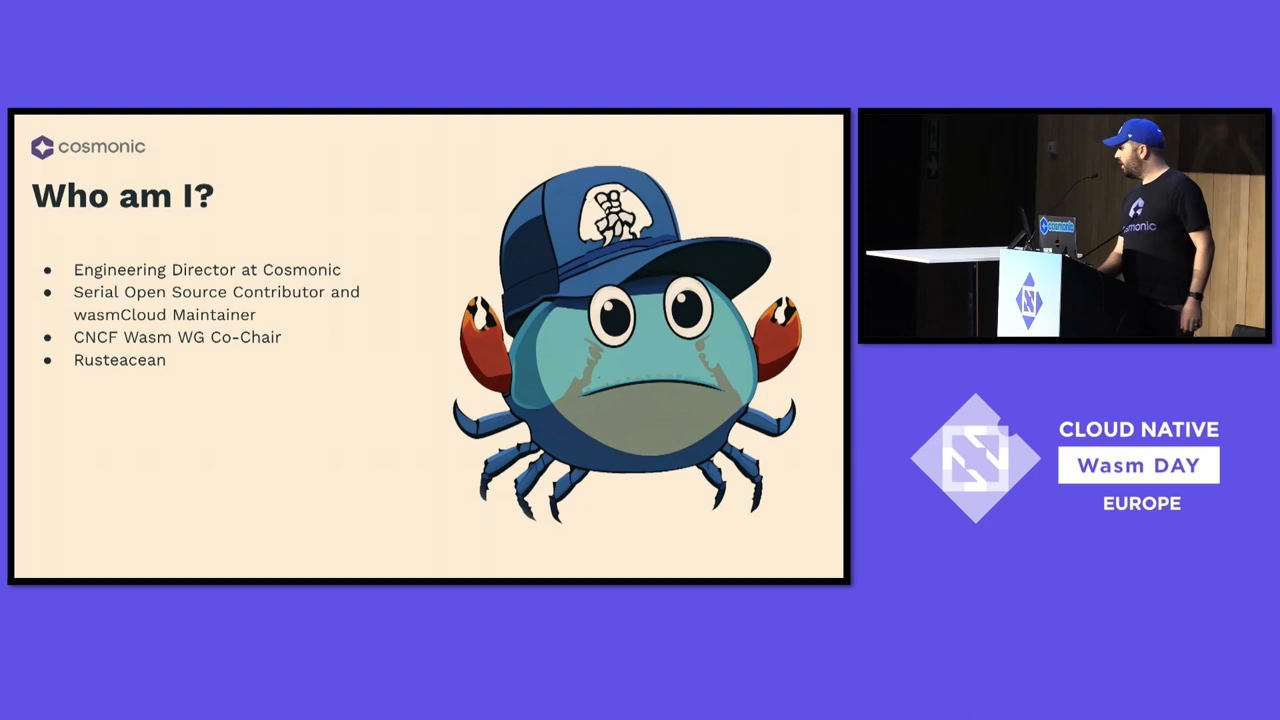 cosmonic
Who am I?
● Engineering Director at Cosmonic
● Serial Open Source Contributor and
wasmCloud Maintainer
● CNCF Wasm WG Co-Chair
● Rusteacean
cosmonic
CLOUD NATIVE
Wasm DAY
EUROPE